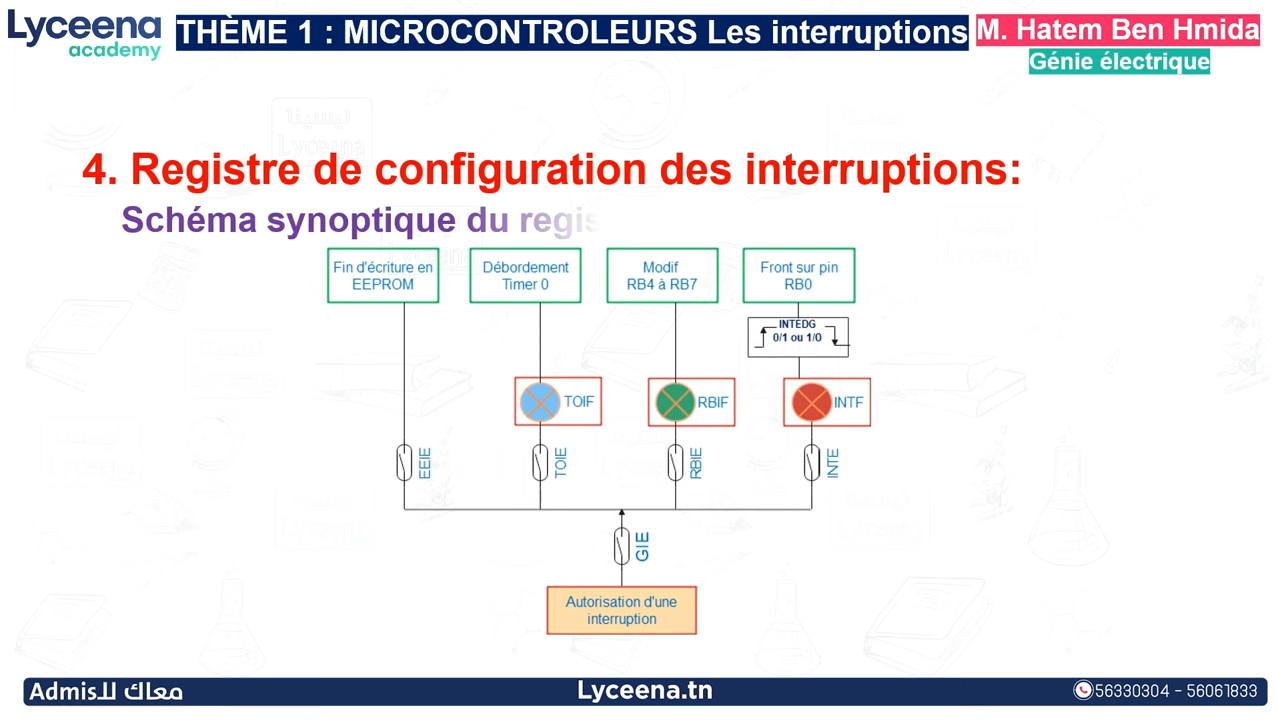 Lyceena
academy
THÈME 1 : MICROCONTROLEURS Les interruptions
M. Hatem Ben Hmida
Génie électrique
4. Registre de configuration des interruptions:
Schéma synoptique du regis
Fin d'écriture en
EEPROM
Débordement
Timer 0
Modif
RB4 à RB7
Front sur pin
RB0
INTEDG
0/1 ou 1/0
TOIF
RBIF
INTF
EEIE
TOIE
RBIE
INTE
GIE
Autorisation d'une
interruption
Admis معاك للـ
Lyceena.tn
56330304 - 56061833